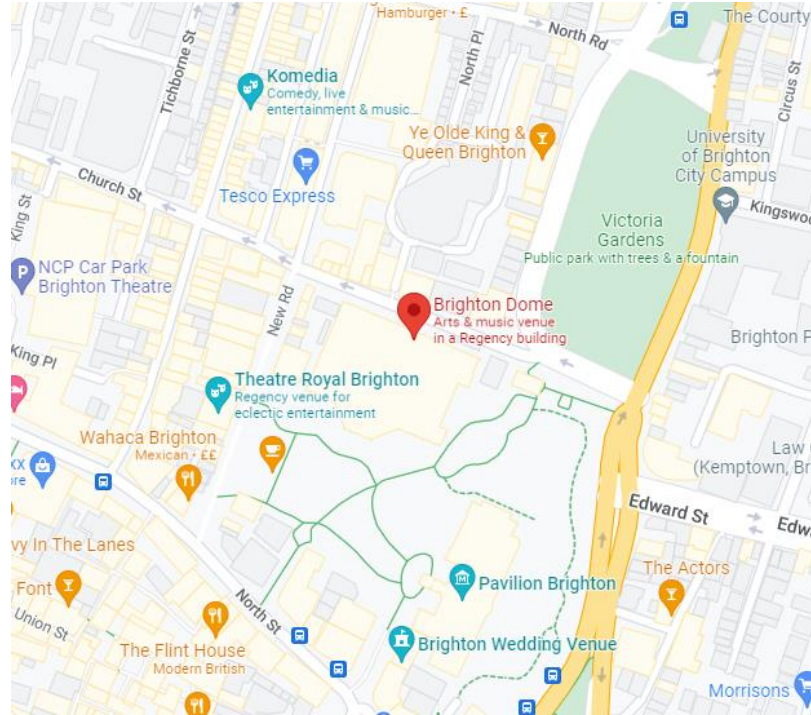 Hamburger · £
North Rd
The Courty
Tichborne St
North Pl
Circus St
Komedia
Comedy, live
entertainment & music...
Ye Olde King &
Queen Brighton
University
of Brighton
City Campus
Church St
Tesco Express
Kingswo
King St
Victoria
Gardens
Public park with trees & a fountain
NCP Car Park
Brighton Theatre
P
New Rd
Brighton Dome
Arts & music venue
in a Regency building
Brighton P
King Pl
Theatre Royal Brighton
Regency venue for
eclectic entertainment
Wahaca Brighton
Mexican · ££
Law
(Kemptown, Br
XX
ore
Edward St
Edwa
vy In The Lanes
The Actors
Font
Pavilion Brighton
Union St
North St
The Flint House
Modern British
Brighton Wedding Venue
Morrisons